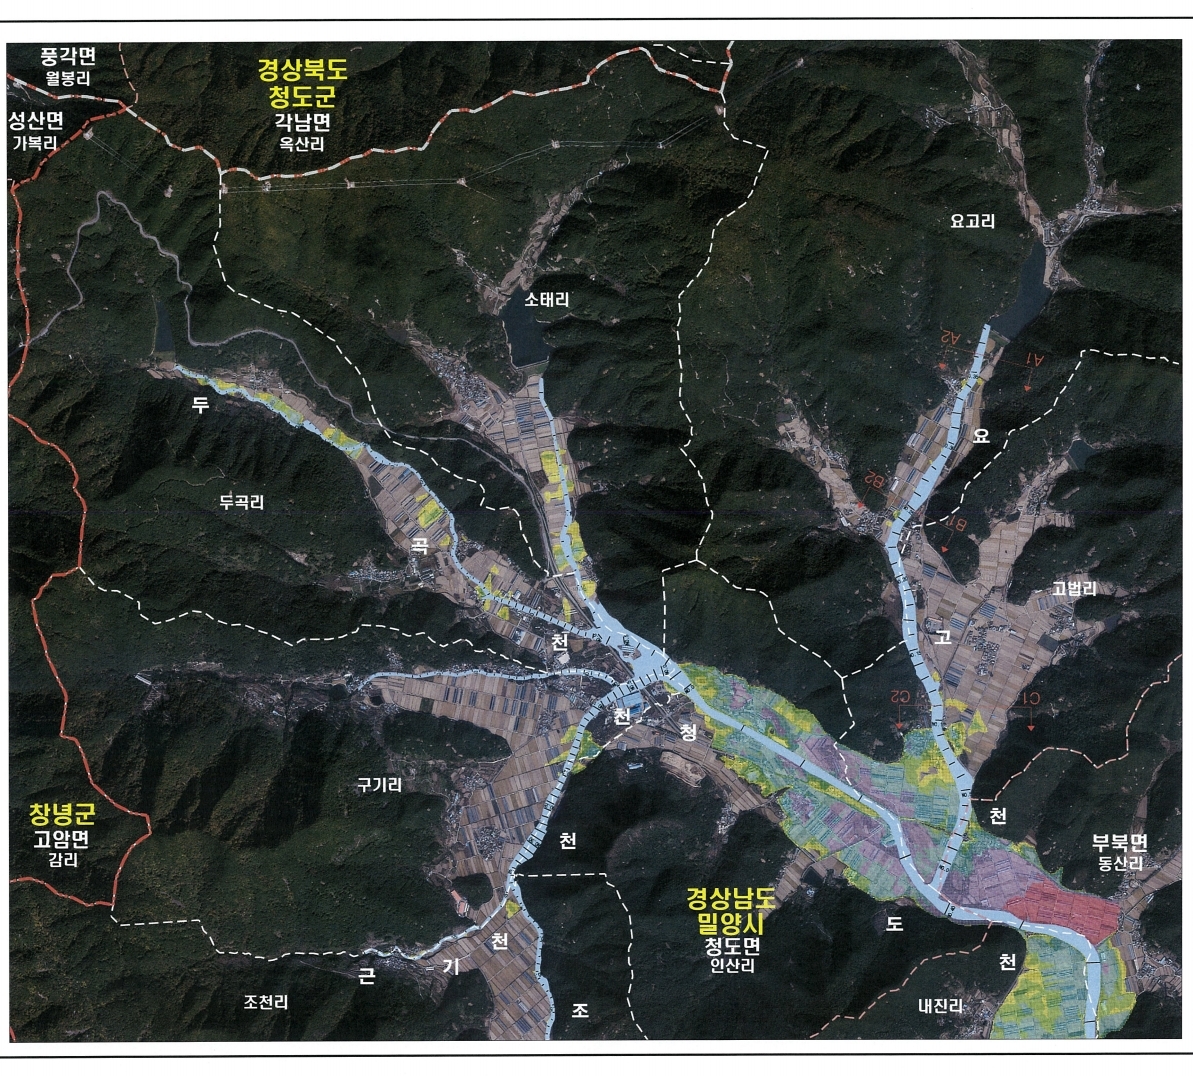 풍각면
월봉리
경상북도
청도군
각남면
옥산리
성산면
가복리
요고리
소태리
A2
A1
두
요
B2
두곡리
B1
곡
고법리
고
천
C2
C1
천
청
구기리
창녕군
고암면
감리
천
천
부북면
동산리
경상남도
밀양시
청도면
인산리
도
천
기
근
천
조천리
내진리
조